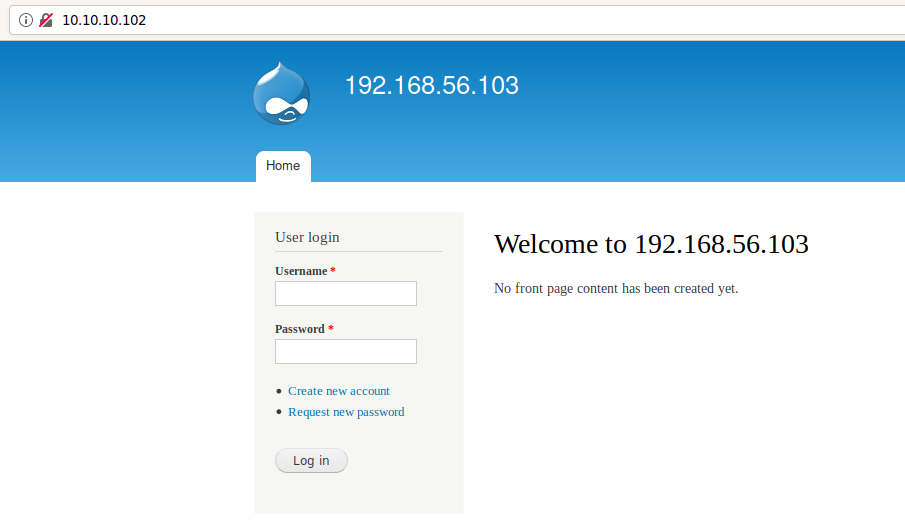 10.10.10.102
192.168.56.103
Home
User login
Username *
Password *
Create new account
Request new password
Log in
Welcome to 192.168.56.103
No front page content has been created yet.